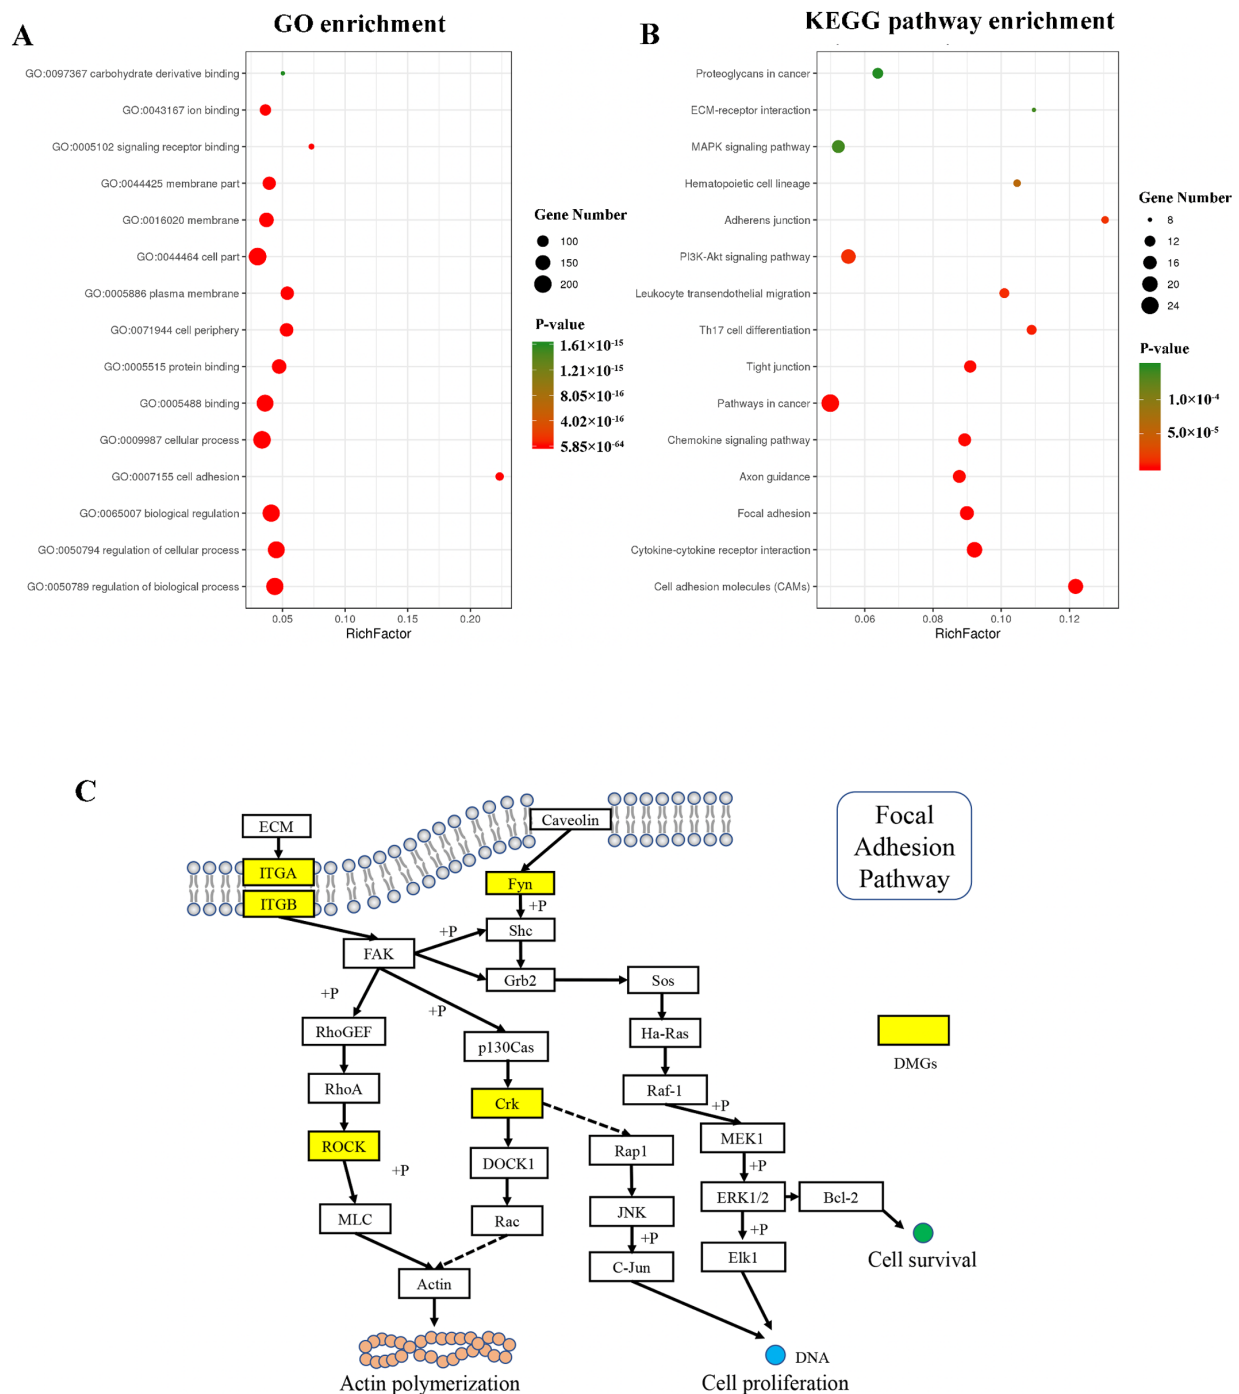 A
GO enrichment
GO:0097367 carbohydrate derivative binding
GO:0043167 ion binding
GO:0005102 signaling receptor binding
GO:0044425 membrane part
GO:0016020 membrane
GO:0044464 cell part
GO:0005886 plasma membrane
GO:0071944 cell periphery
GO:0005515 protein binding
GO:0005488 binding
GO:0009987 cellular process
GO:0007155 cell adhesion
GO:0065007 biological regulation
GO:0050794 regulation of cellular process
GO:0050789 regulation of biological process
0.05 0.10 0.15 0.20
RichFactor
Gene Number
100
150
200
P-value
1.61×10⁻¹⁵
1.21×10⁻¹⁵
8.05×10⁻¹⁶
4.02×10⁻¹⁶
5.85×10⁻⁶⁴
B
KEGG pathway enrichment
Proteoglycans in cancer
ECM-receptor interaction
MAPK signaling pathway
Hematopoietic cell lineage
Adherens junction
PI3K-Akt signaling pathway
Leukocyte transendothelial migration
Th17 cell differentiation
Tight junction
Pathways in cancer
Chemokine signaling pathway
Axon guidance
Focal adhesion
Cytokine-cytokine receptor interaction
Cell adhesion molecules (CAMs)
0.06 0.08 0.10 0.12
RichFactor
Gene Number
8
12
16
20
24
P-value
1.0×10⁻⁴
5.0×10⁻⁵
C
Focal
Adhesion
Pathway
ECM
Caveolin
ITGA
Fyn
ITGB
+P
+P
Shc
FAK
Grb2
Sos
+P
+P
RhoGEF
p130Cas
Ha-Ras
DMGs
RhoA
Raf-1
Crk
+P
ROCK
MEK1
Rap1
DOCK1
+P
+P
ERK1/2
Bcl-2
MLC
Rac
JNK
+P
+P
Elk1
Cell survival
C-Jun
Actin
DNA
Actin polymerization
Cell proliferation